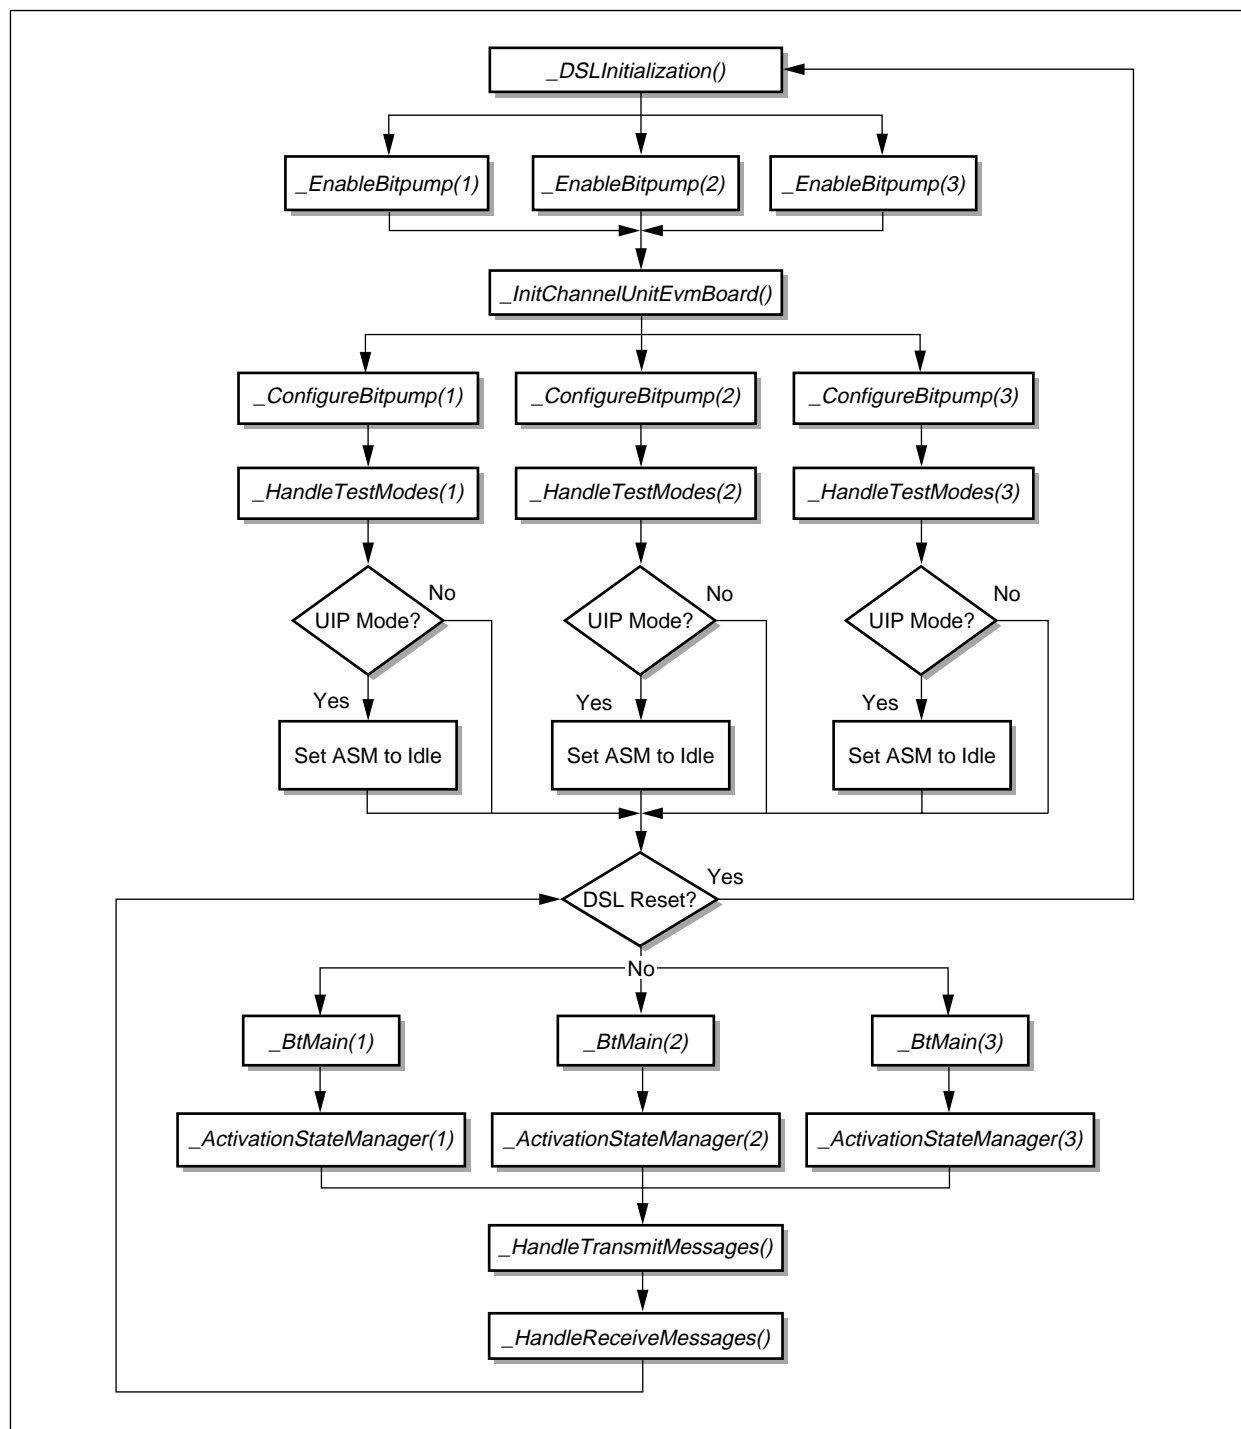 _DSLInitialization()
_EnableBitpump(1)
_EnableBitpump(2)
_EnableBitpump(3)
_InitChannelUnitEvmBoard()
_ConfigureBitpump(1)
_ConfigureBitpump(2)
_ConfigureBitpump(3)
_HandleTestModes(1)
_HandleTestModes(2)
_HandleTestModes(3)
No
No
No
UIP Mode?
UIP Mode?
UIP Mode?
Yes
Yes
Yes
Set ASM to Idle
Set ASM to Idle
Set ASM to Idle
Yes
DSL Reset?
No
_BtMain(1)
_BtMain(2)
_BtMain(3)
_ActivationStateManager(1)
_ActivationStateManager(2)
_ActivationStateManager(3)
_HandleTransmitMessages()
_HandleReceiveMessages()